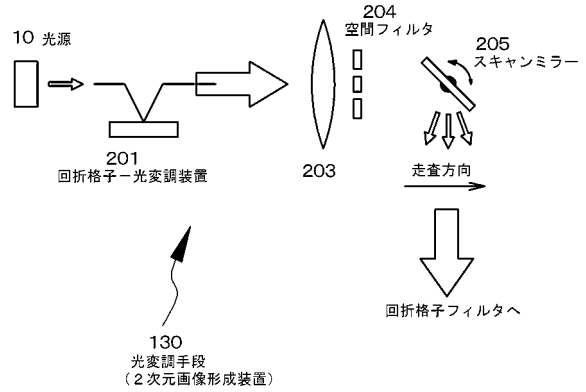 10 光源
201
回折格子－光変調装置
203
204
空間フィルタ
205
スキャンミラー
走査方向
回折格子フィルタへ
130
光変調手段
（２次元画像形成装置）